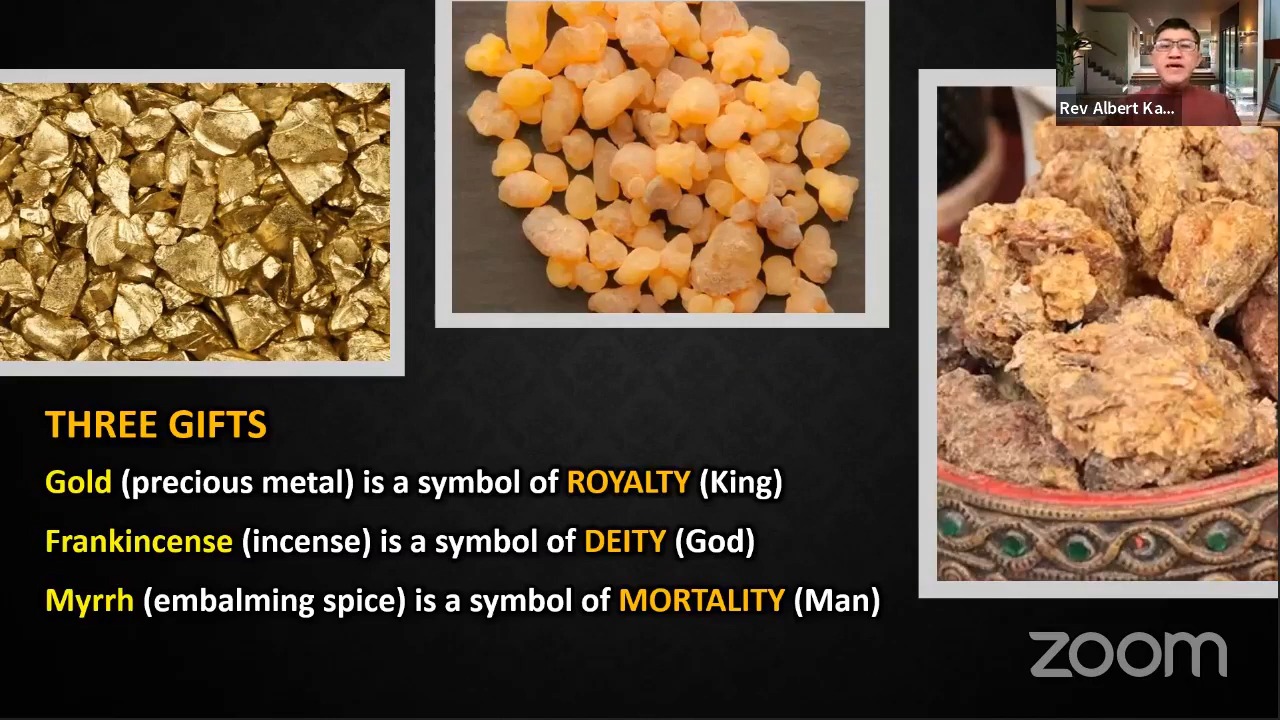 Rev Albert Ka...
THREE GIFTS
Gold (precious metal) is a symbol of ROYALTY (King)
Frankincense (incense) is a symbol of DEITY (God)
Myrrh (embalming spice) is a symbol of MORTALITY (Man)
zoom